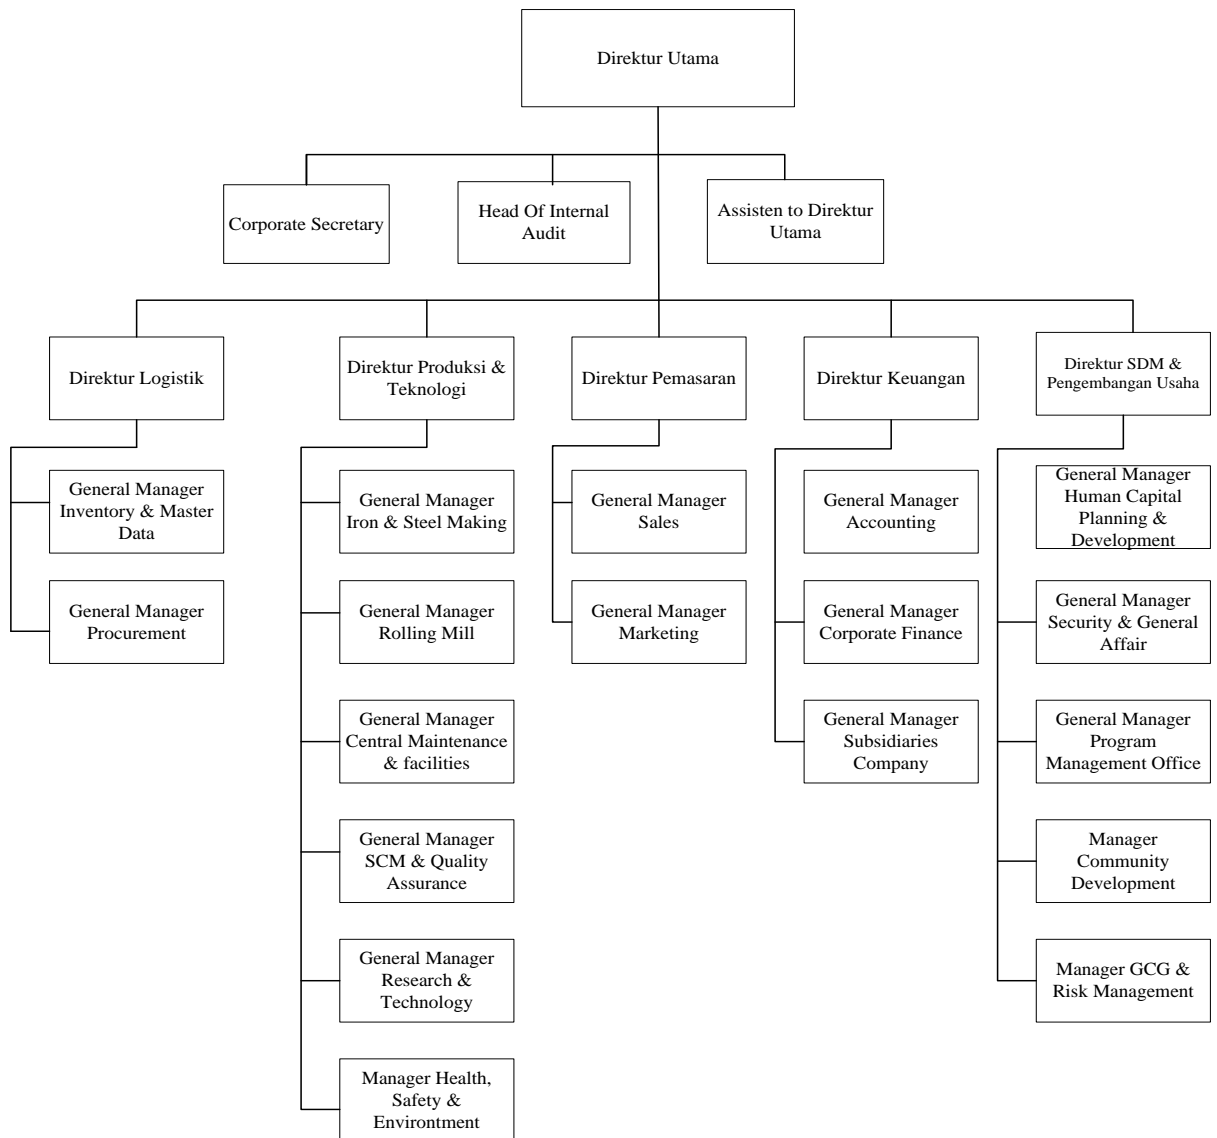 Direktur Utama
Corporate Secretary
Head Of Internal
Audit
Assisten to Direktur
Utama
Direktur Logistik
Direktur Produksi &
Teknologi
Direktur Pemasaran
Direktur Keuangan
Direktur SDM &
Pengembangan Usaha
General Manager
Inventory & Master
Data
General Manager
Iron & Steel Making
General Manager
Sales
General Manager
Accounting
General Manager
Human Capital
Planning &
Development
General Manager
Procurement
General Manager
Rolling Mill
General Manager
Marketing
General Manager
Corporate Finance
General Manager
Security & General
Affair
General Manager
Central Maintenance
& facilities
General Manager
Subsidiaries
Company
General Manager
Program
Management Office
General Manager
SCM & Quality
Assurance
Manager
Community
Development
General Manager
Research &
Technology
Manager GCG &
Risk Management
Manager Health,
Safety &
Environtment